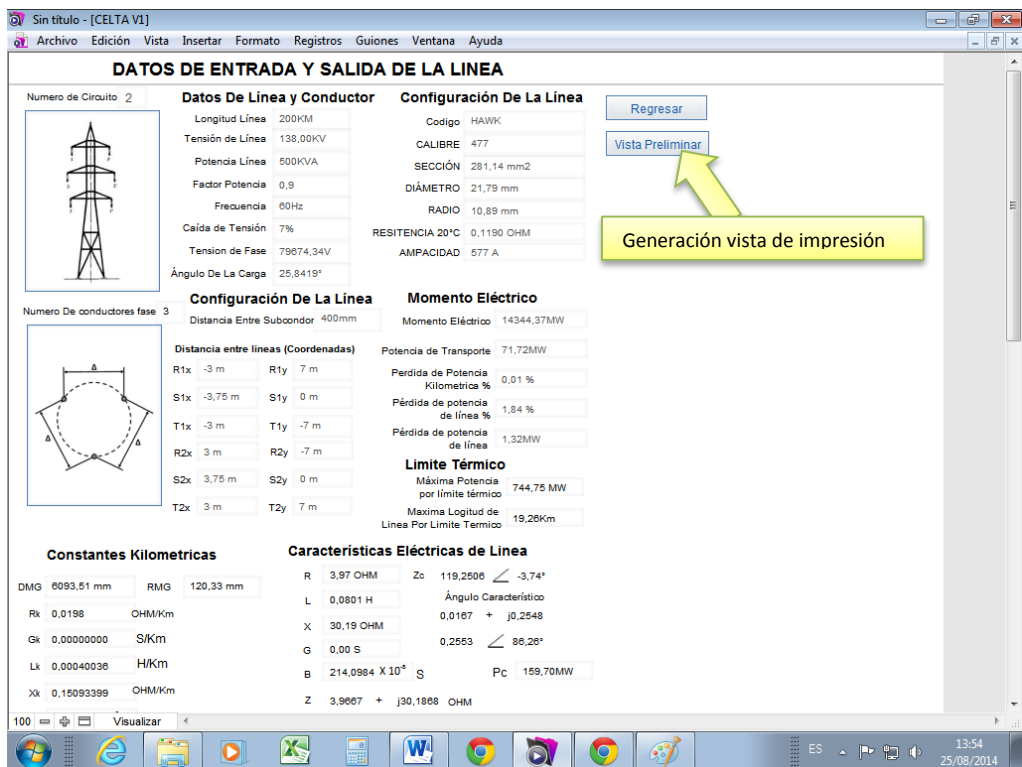 Sin título - [CELTA V1]
Archivo Edición Vista Insertar Formato Registros Guiones Ventana Ayuda
DATOS DE ENTRADA Y SALIDA DE LA LINEA
Numero de Circuito 2
Datos De Línea y Conductor
Longitud Línea 200KM
Tensión de Línea 138,00KV
Potencia Línea 500KVA
Factor Potencia 0,9
Frecuencia 60Hz
Caída de Tensión 7%
Tension de Fase 79674,34V
Ángulo De La Carga 25,8419°
Configuración De La Línea
Codigo HAWK
CALIBRE 477
SECCIÓN 281,14 mm2
DIÁMETRO 21,79 mm
RADIO 10,89 mm
RESITENCIA 20°C 0,1190 OHM
AMPACIDAD 577 A
Regresar
Vista Preliminar
Generación vista de impresión
Numero De conductores fase 3
Configuración De La Línea
Distancia Entre Subcondor 400mm
Distancia entre lineas (Coordenadas)
R1x -3 m R1y 7 m
S1x -3,75 m S1y 0 m
T1x -3 m T1y -7 m
R2x 3 m R2y -7 m
S2x 3,75 m S2y 0 m
T2x 3 m T2y 7 m
Δ
Δ
Δ
Momento Eléctrico
Momento Eléctrico 14344,37MW
Potencia de Transporte 71,72MW
Perdida de Potencia
Kilometrica % 0,01 %
Pérdida de potencia
de línea % 1,84 %
Pérdida de potencia
de línea 1,32MW
Limite Térmico
Máxima Potencia
por límite térmico 744,75 MW
Maxima Logitud de
Linea Por Limite Termico 19,26Km
Constantes Kilometricas
DMG 6093,51 mm RMG 120,33 mm
Rk 0,0198 OHM/Km
Gk 0,00000000 S/Km
Lk 0,00040036 H/Km
Xk 0,15093399 OHM/Km
Características Eléctricas de Linea
R 3,97 OHM
L 0,0801 H
X 30,19 OHM
G 0,00 S
B 214,0984 X 10-5 S
Z 3,9667 + j30,1868 OHM
Zc 119,2506 ∠ -3,74°
Ángulo Característico
0,0167 + j0,2548
0,2553 ∠ 86,26°
Pc 159,70MW
100 Visualizar
ES 13:54
25/08/2014